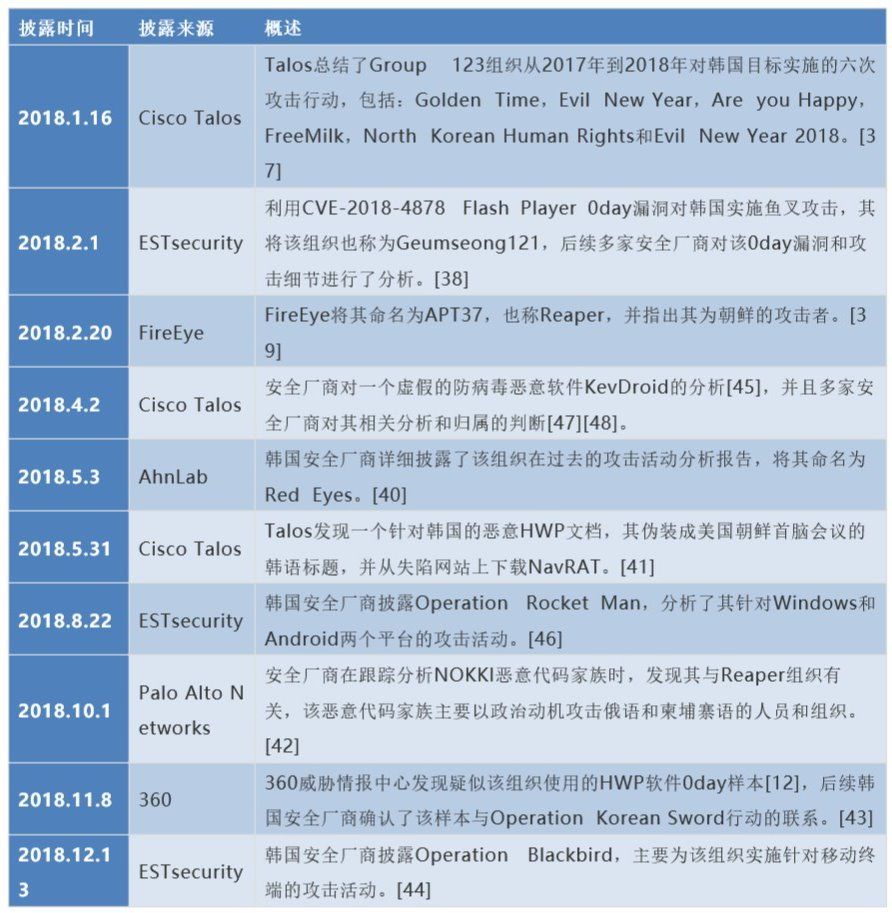 披露时间 披露来源 概述
2018.1.16 Cisco Talos Talos总结了Group 123组织从2017年到2018年对韩国目标实施的六次
攻击行动，包括：Golden Time，Evil New Year，Are you Happy，
FreeMilk，North Korean Human Rights和Evil New Year 2018。[3
7]
2018.2.1 ESTsecurity 利用CVE-2018-4878 Flash Player 0day漏洞对韩国实施鱼叉攻击，其
将该组织也称为Geumseong121，后续多家安全厂商对该0day漏洞和攻
击细节进行了分析。[38]
2018.2.20 FireEye FireEye将其命名为APT37，也称Reaper，并指出其为朝鲜的攻击者。[3
9]
2018.4.2 Cisco Talos 安全厂商对一个虚假的防病毒恶意软件KevDroid的分析[45]，并且多家安
全厂商对其相关分析和归属的判断[47][48]。
2018.5.3 AhnLab 韩国安全厂商详细披露了该组织在过去的攻击活动分析报告，将其命名为
Red Eyes。[40]
2018.5.31 Cisco Talos Talos发现一个针对韩国的恶意HWP文档，其伪装成美国朝鲜首脑会议的
韩语标题，并从失陷网站上下载NavRAT。[41]
2018.8.22 ESTsecurity 韩国安全厂商披露Operation Rocket Man，分析了其针对Windows和
Android两个平台的攻击活动。[46]
2018.10.1 Palo Alto N
etworks 安全厂商在跟踪分析NOKKI恶意代码家族时，发现其与Reaper组织有
关，该恶意代码家族主要以政治动机攻击俄语和柬埔寨语的人员和组织。
[42]
2018.11.8 360 360威胁情报中心发现疑似该组织使用的HWP软件0day样本[12]，后续韩
国安全厂商确认了该样本与Operation Korean Sword行动的联系。[43]
2018.12.1
3 ESTsecurity 韩国安全厂商披露Operation Blackbird，主要为该组织实施针对移动终
端的攻击活动。[44]